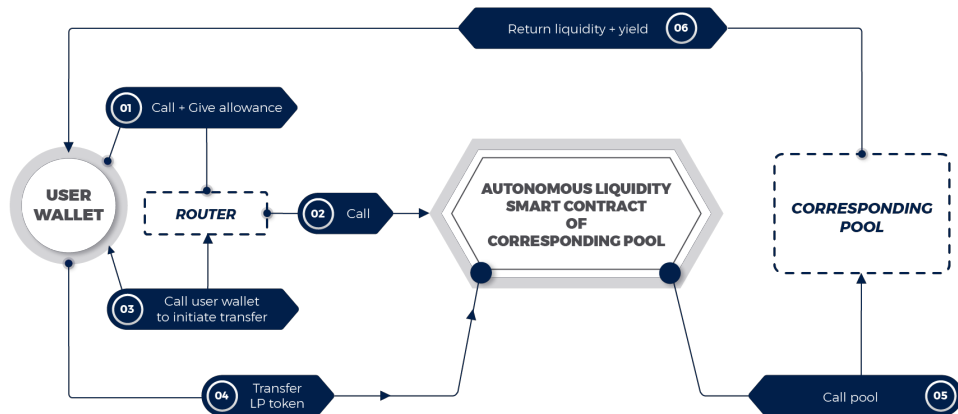 Return liquidity + yield 06
01 Call + Give allowance
USER
WALLET
ROUTER
02 Call
AUTONOMOUS LIQUIDITY
SMART CONTRACT
OF
CORRESPONDING POOL
CORRESPONDING
POOL
03 Call user wallet
to initiate transfer
04 Transfer
LP token
Call pool 05